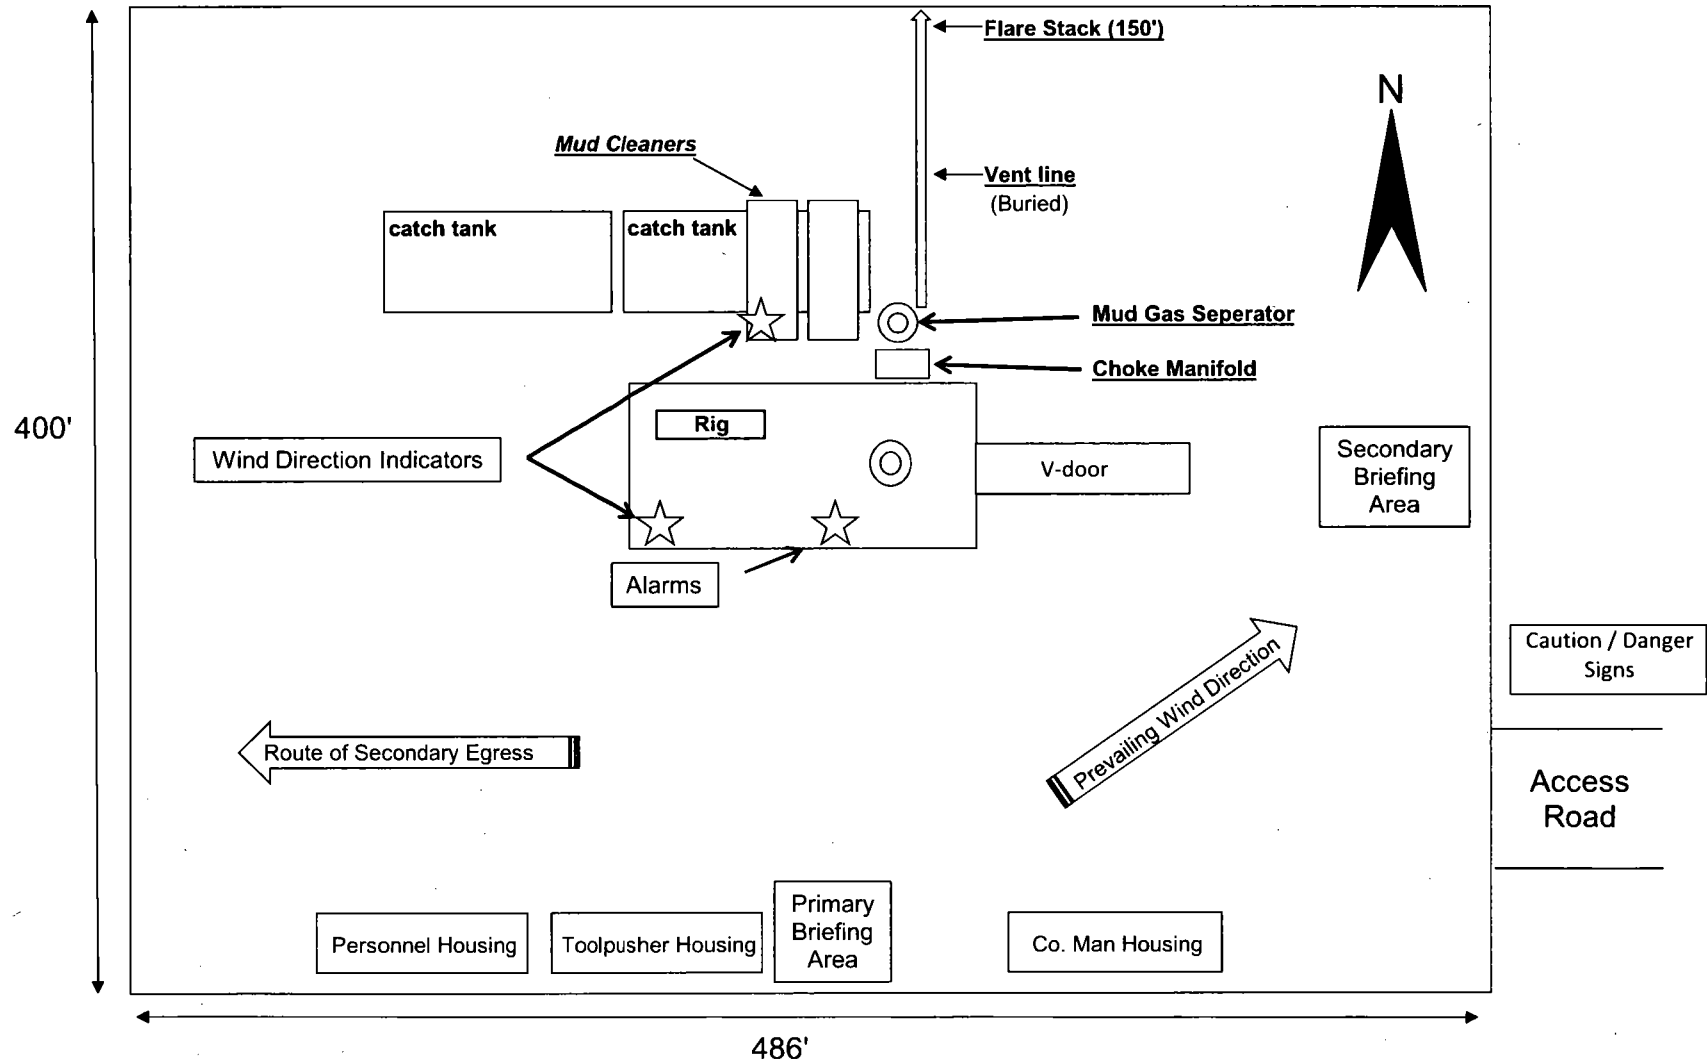 Flare Stack (150')
N
Mud Cleaners
Vent line
(Buried)
catch tank
catch tank
Mud Gas Seperator
Choke Manifold
400'
Rig
Wind Direction Indicators
V-door
Secondary
Briefing
Area
Alarms
Caution / Danger
Signs
Prevailing Wind Direction
Route of Secondary Egress
Access
Road
Primary
Briefing
Area
Personnel Housing
Toolpusher Housing
Co. Man Housing
486'